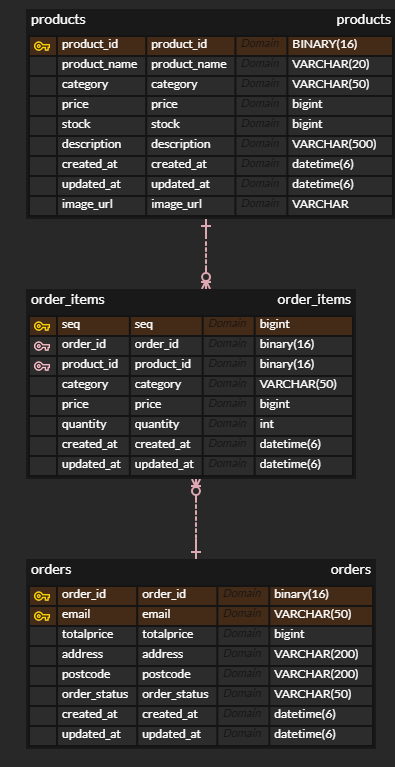 products products
product_id product_id Domain BINARY(16)
product_name product_name Domain VARCHAR(20)
category category Domain VARCHAR(50)
price price Domain bigint
stock stock Domain bigint
description description Domain VARCHAR(500)
created_at created_at Domain datetime(6)
updated_at updated_at Domain datetime(6)
image_url image_url Domain VARCHAR
order_items order_items
seq seq Domain bigint
order_id order_id Domain binary(16)
product_id product_id Domain binary(16)
category category Domain VARCHAR(50)
price price Domain bigint
quantity quantity Domain int
created_at created_at Domain datetime(6)
updated_at updated_at Domain datetime(6)
orders orders
order_id order_id Domain binary(16)
email email Domain VARCHAR(50)
totalprice totalprice Domain bigint
address address Domain VARCHAR(200)
postcode postcode Domain VARCHAR(200)
order_status order_status Domain VARCHAR(50)
created_at created_at Domain datetime(6)
updated_at updated_at Domain datetime(6)